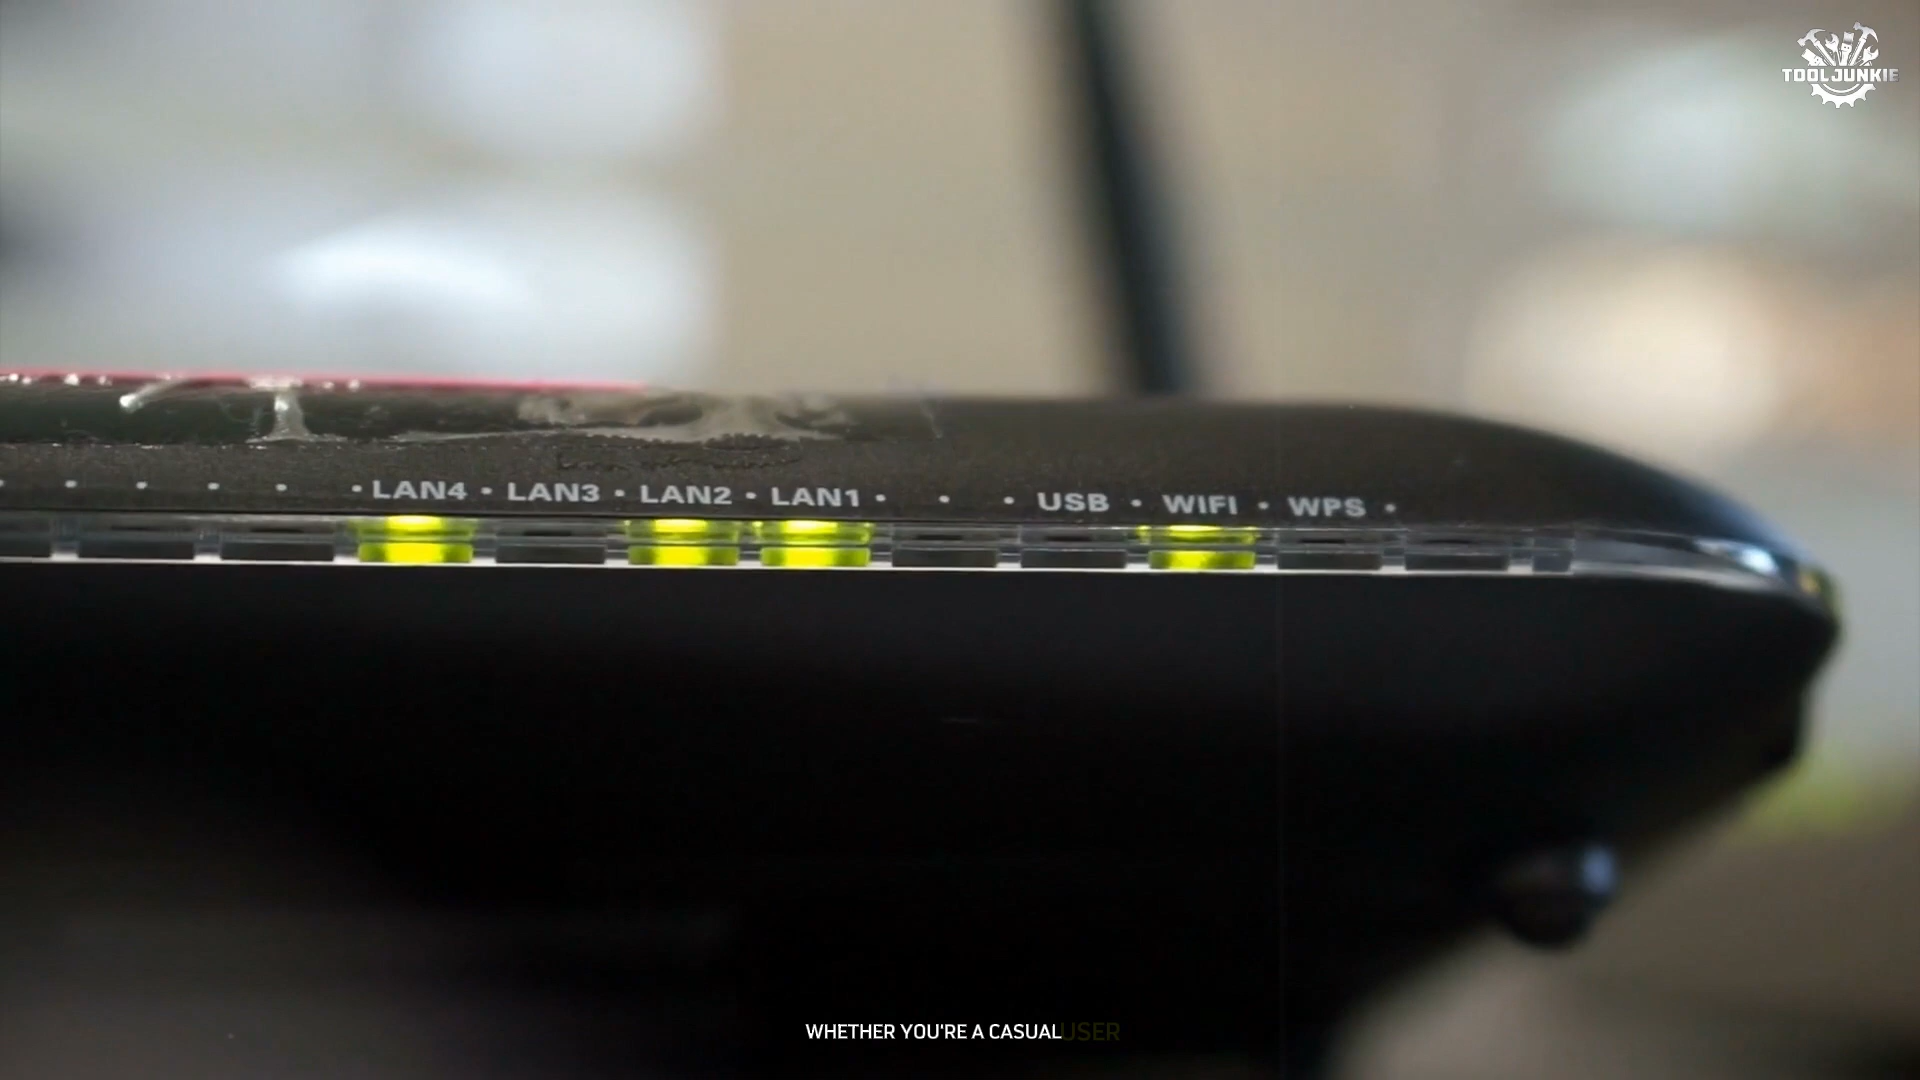 TOOL JUNKIE
• LAN4 • LAN3 • LAN2 • LAN1 • • • USB • WIFI • WPS •
WHETHER YOU'RE A CASUAL USER